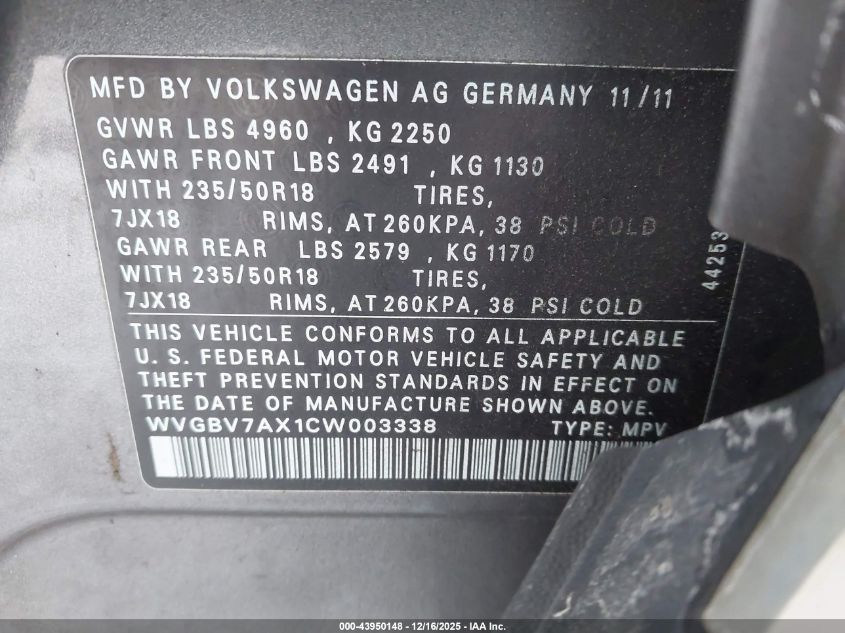 MFD BY VOLKSWAGEN AG GERMANY 11/11
GVWR LBS 4960 , KG 2250
GAWR FRONT LBS 2491 , KG 1130
WITH 235/50R18 TIRES,
7JX18 RIMS, AT 260KPA, 38 PSI COLD
GAWR REAR LBS 2579 , KG 1170
WITH 235/50R18 TIRES,
7JX18 RIMS, AT 260KPA, 38 PSI COLD
THIS VEHICLE CONFORMS TO ALL APPLICABLE
U. S. FEDERAL MOTOR VEHICLE SAFETY AND
THEFT PREVENTION STANDARDS IN EFFECT ON
THE DATE OF MANUFACTURE SHOWN ABOVE.
WVGBV7AX1CW003338 TYPE: MPV
44253
000-43950148 - 12/16/2025 - IAA Inc.